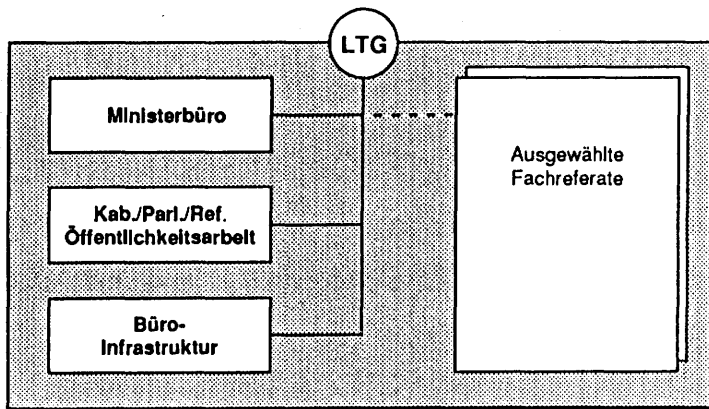 LTG
Ministerbüro
Ausgewählte
Fachreferate
Kab./Parl./Ref.
Öffentlichkeitsarbeit
Büro-
Infrastruktur